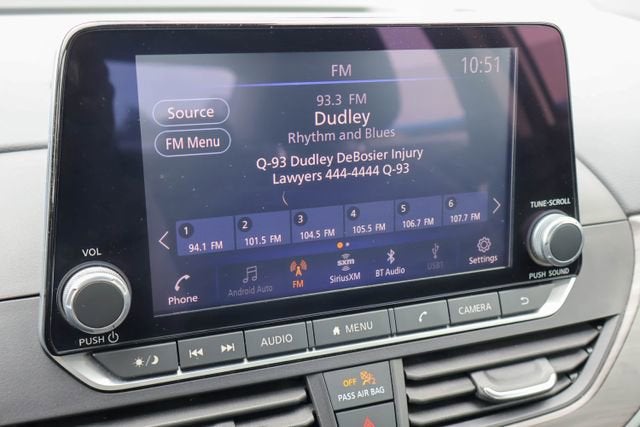 FM
10:51
Source
FM Menu
93.3 FM
Dudley
Rhythm and Blues
Q-93 Dudley DeBosier Injury
Lawyers 444-4444 Q-93
1
94.1 FM
2
101.5 FM
3
104.5 FM
4
105.5 FM
5
106.7 FM
6
107.7 FM
Phone
Android Auto
FM
sxm
SiriusXM
BT Audio
USB1
Settings
VOL
PUSH
TUNE·SCROLL
PUSH SOUND
AUDIO
MENU
CAMERA
OFF
PASS AIR BAG